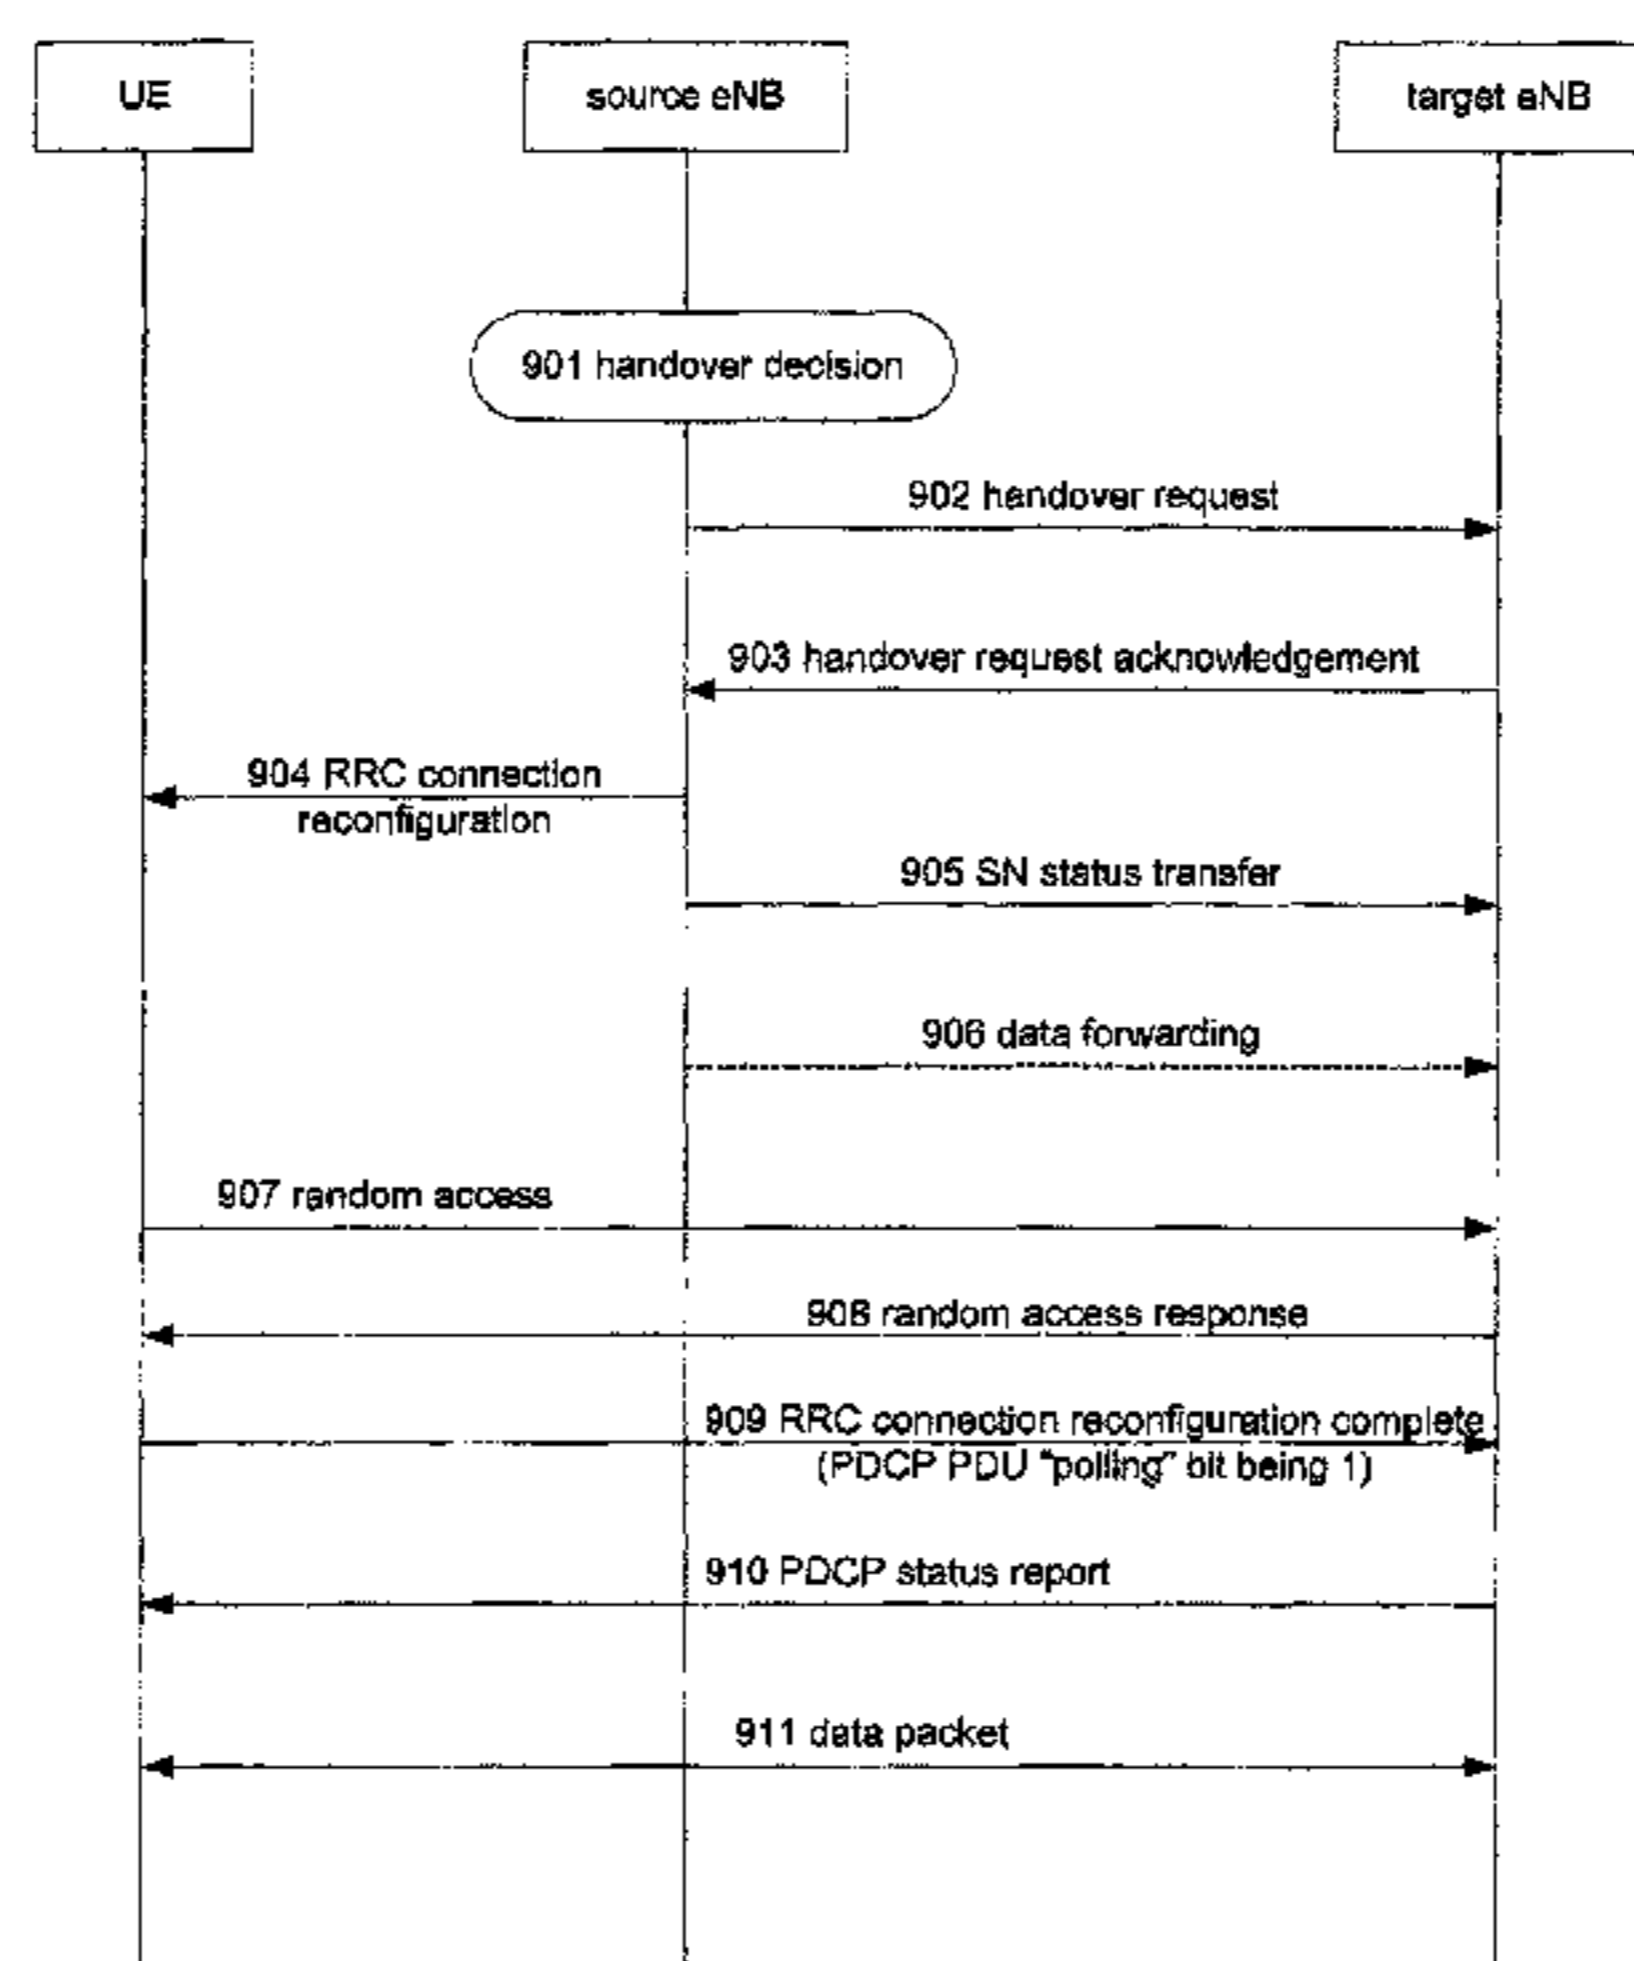 UE
source eNB
target eNB
901 handover decision
902 handover request
903 handover request acknowledgement
904 RRC connection
reconfiguration
905 SN status transfer
906 data forwarding
907 random access
908 random access response
909 RRC connection reconfiguration complete
(PDCP PDU "polling" bit being 1)
910 PDCP status report
911 data packet